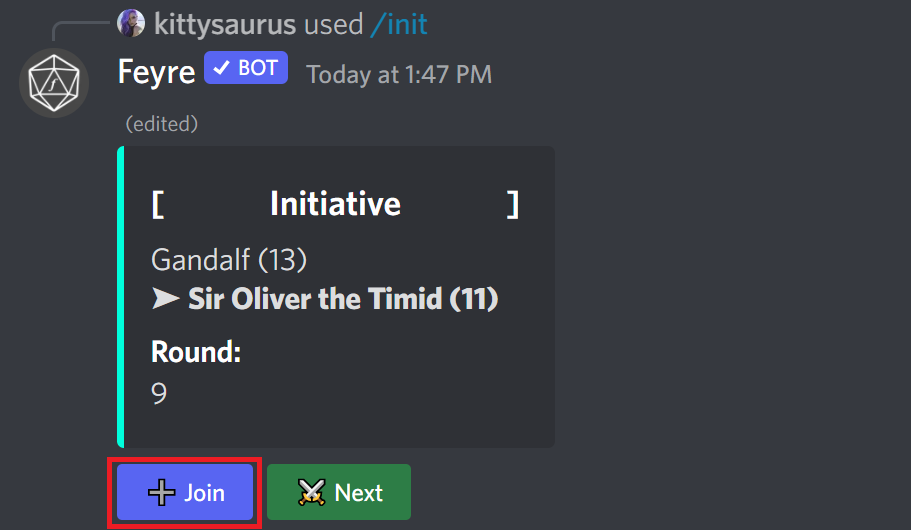 kittysaurus used /init
Feyre ✓ BOT Today at 1:47 PM
(edited)
[ Initiative ]
Gandalf (13)
➤ Sir Oliver the Timid (11)
Round:
9
Join Next